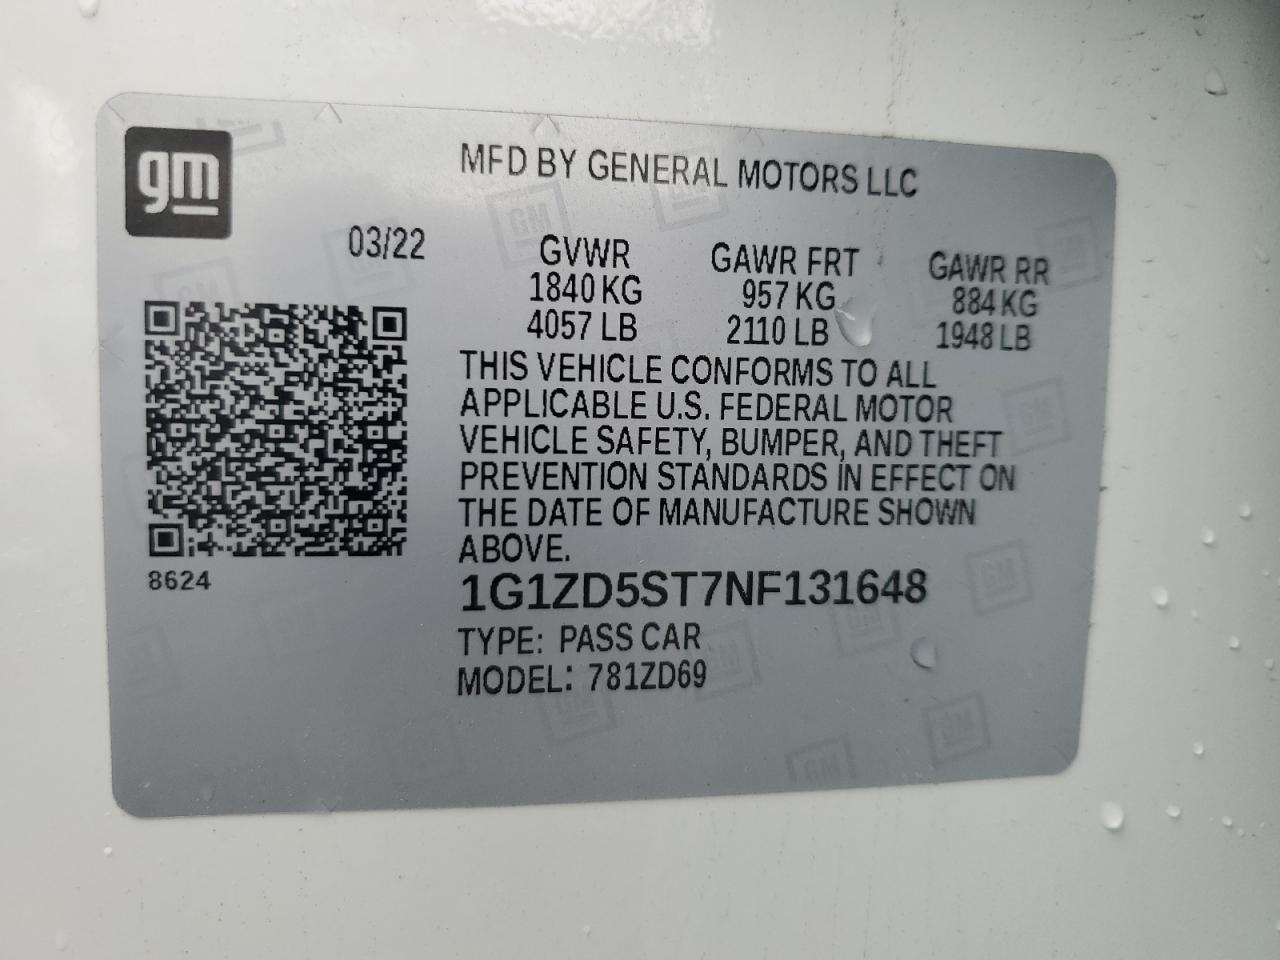 gm
MFD BY GENERAL MOTORS LLC
03/22
GVWR GAWR FRT GAWR RR
1840 KG 957 KG 884 KG
4057 LB 2110 LB 1948 LB
THIS VEHICLE CONFORMS TO ALL
APPLICABLE U.S. FEDERAL MOTOR
VEHICLE SAFETY, BUMPER, AND THEFT
PREVENTION STANDARDS IN EFFECT ON
THE DATE OF MANUFACTURE SHOWN
ABOVE.
8624
1G1ZD5ST7NF131648
TYPE: PASS CAR
MODEL: 781ZD69